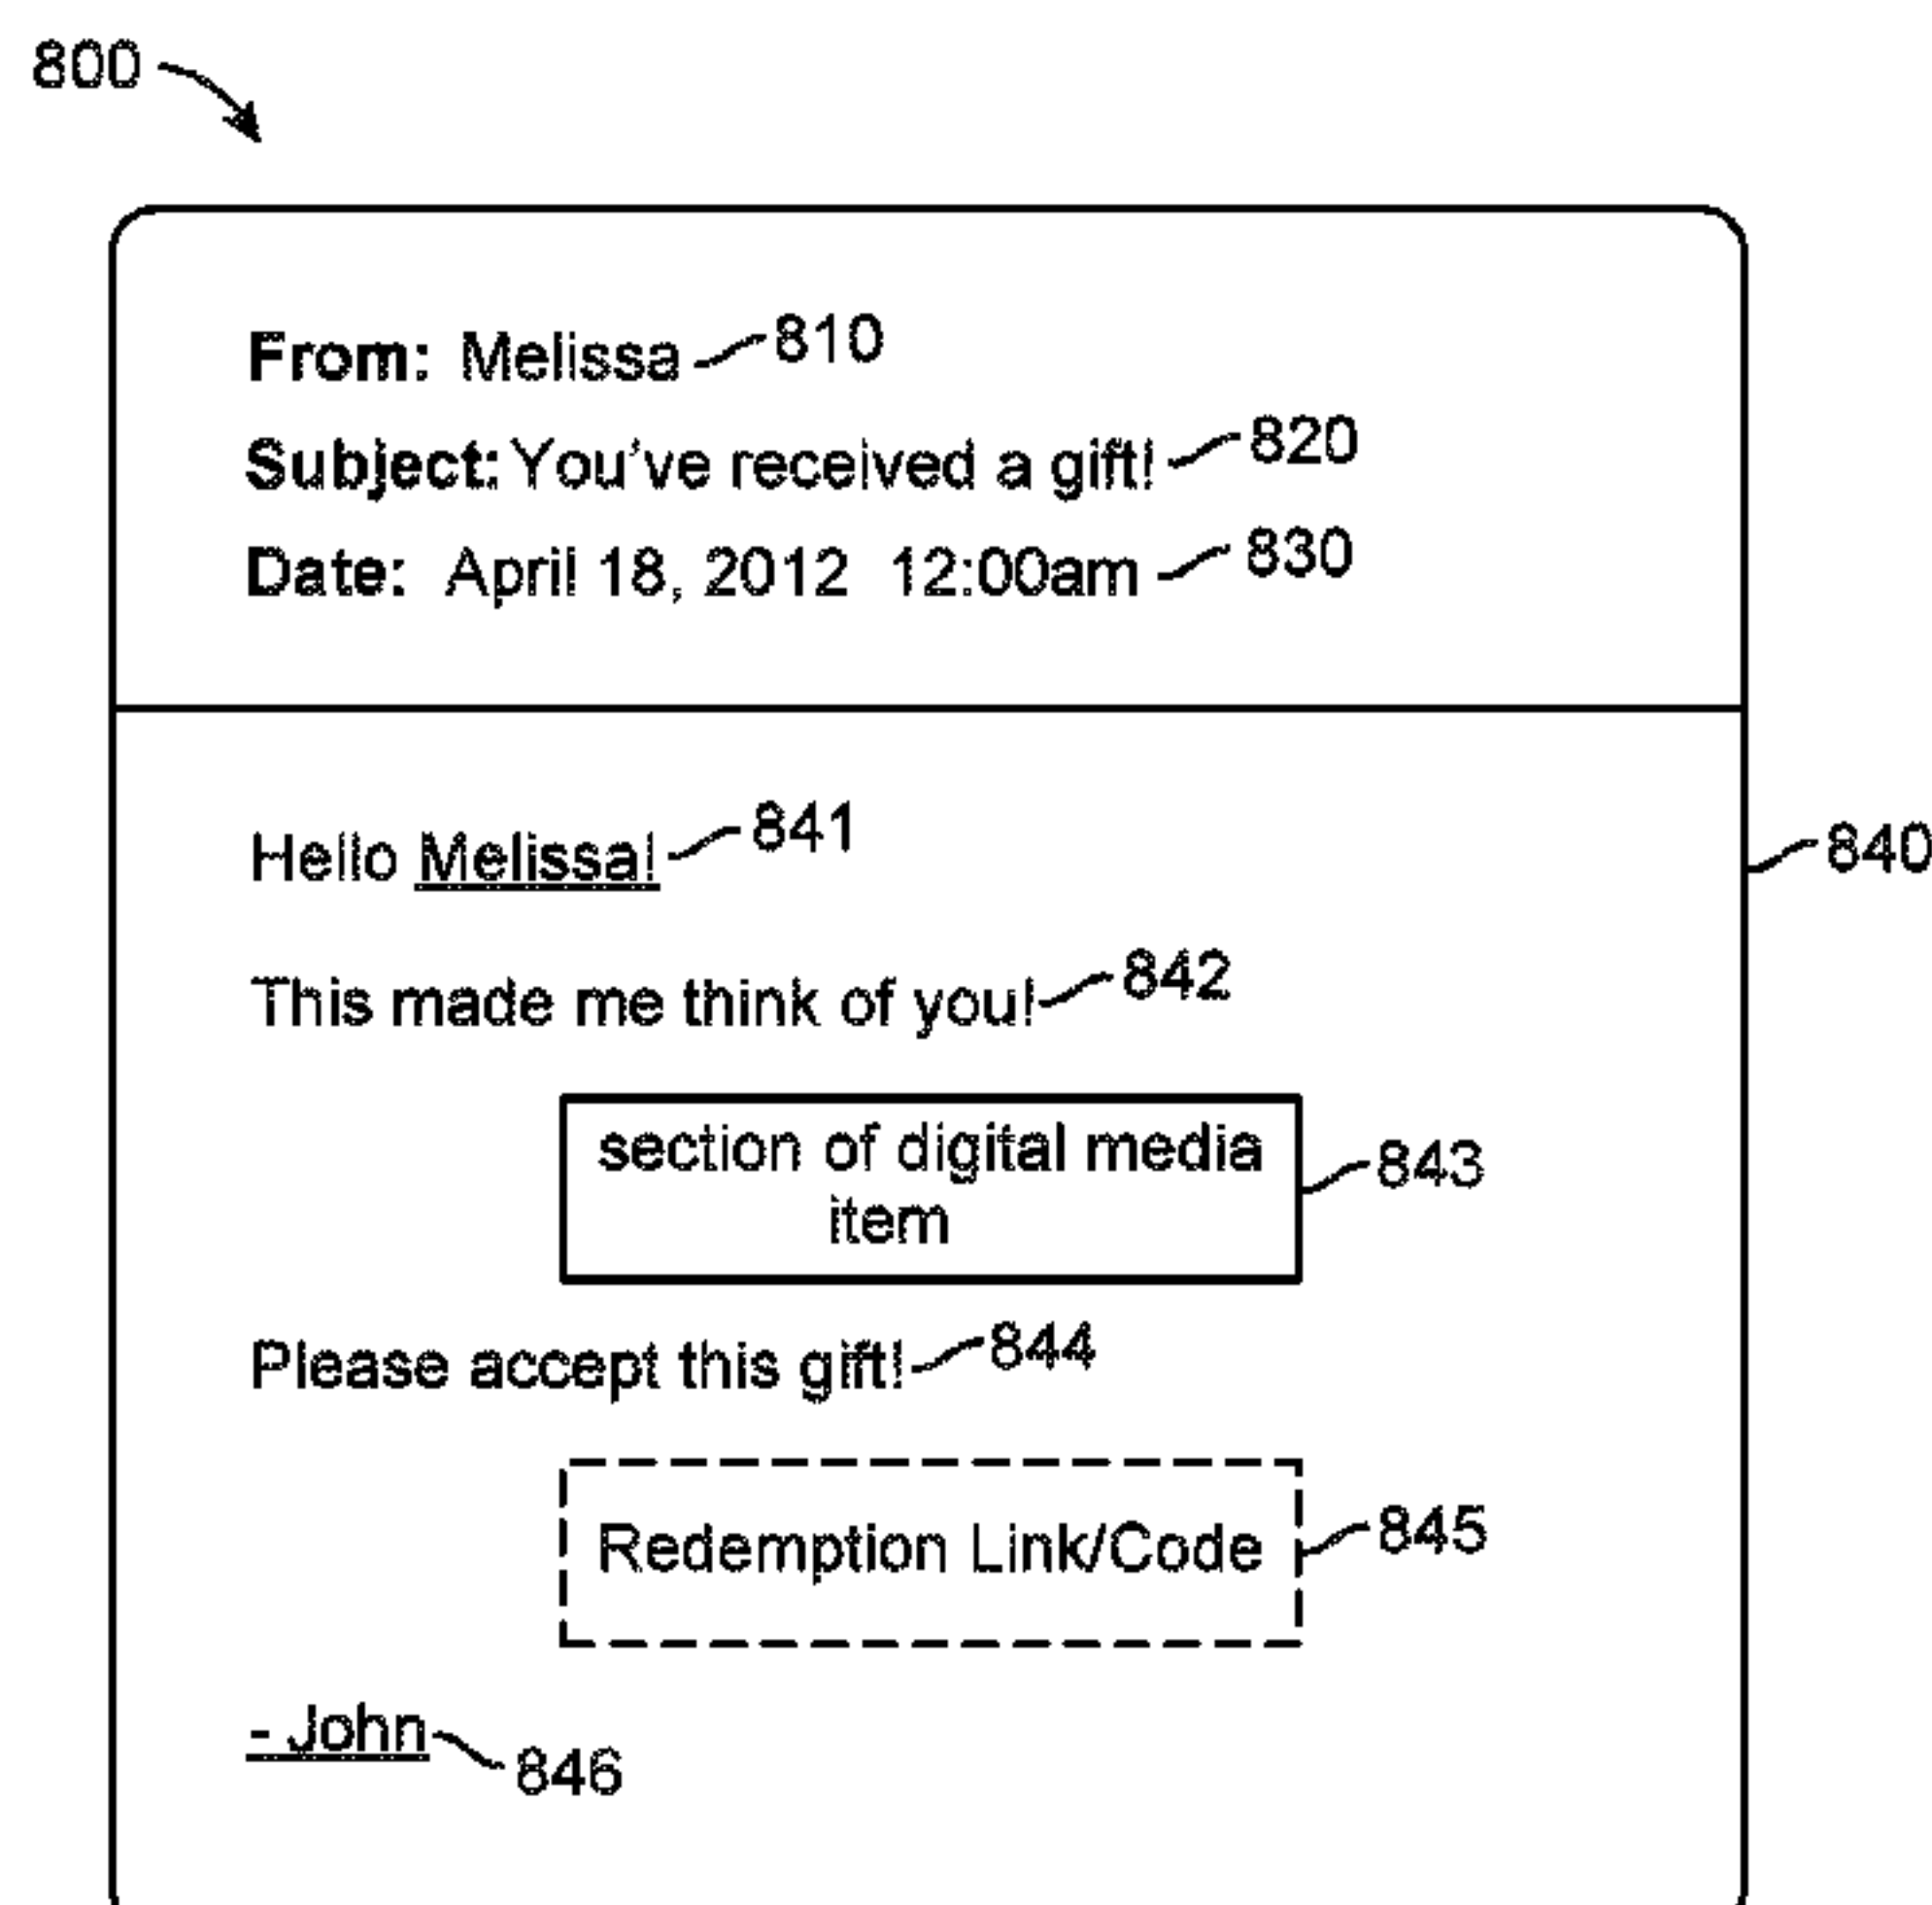 800
From: Melissa 810
Subject: You've received a gift! 820
Date: April 18, 2012 12:00am 830
Hello Melissa! 841
840
This made me think of you! 842
section of digital media
item
843
Please accept this gift! 844
Redemption Link/Code 845
- John 846